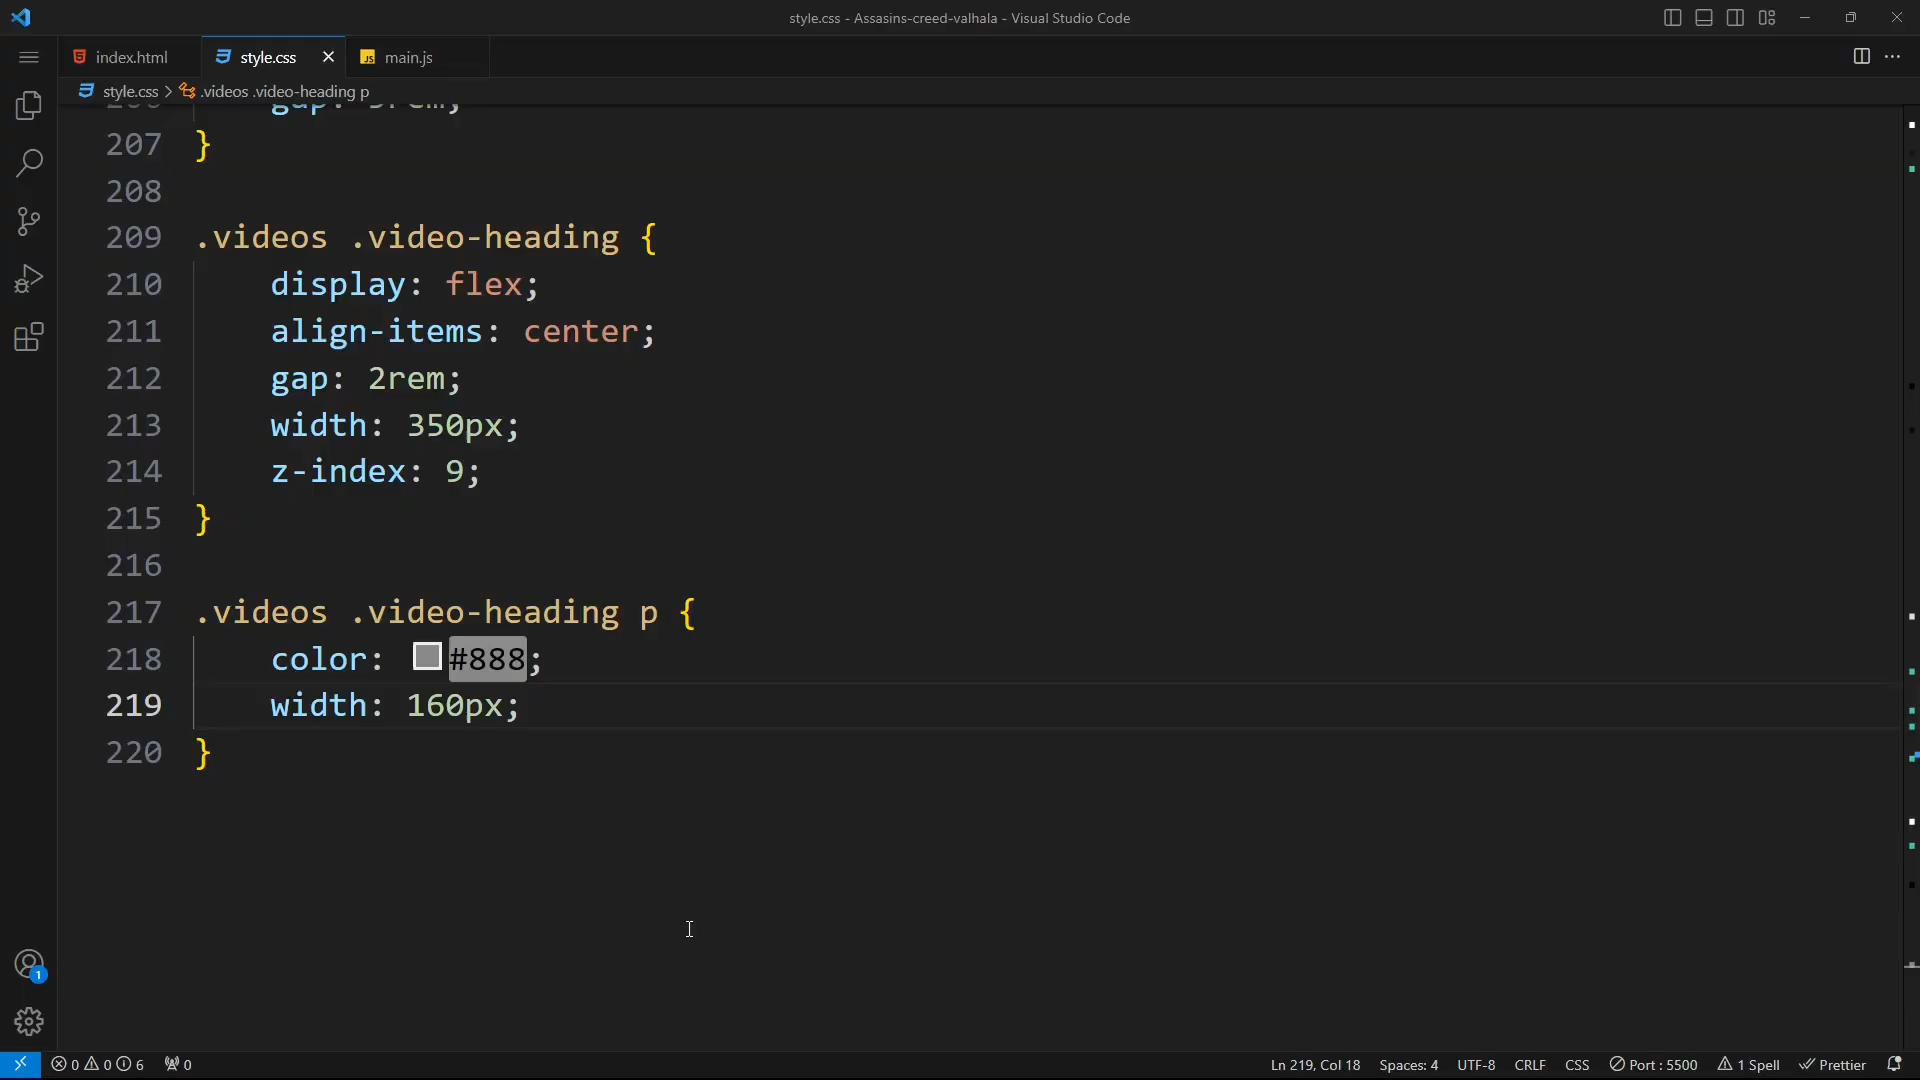 style.css - Assasins-creed-valhala - Visual Studio Code
index.html
style.css
JS main.js
style.css > .videos .video-heading p
207 }
208
209 .videos .video-heading {
210 display: flex;
211 align-items: center;
212 gap: 2rem;
213 width: 350px;
214 z-index: 9;
215 }
216
217 .videos .video-heading p {
218 color: #888;
219 width: 160px;
220 }
1
0 0 6 0 Ln 219, Col 18 Spaces: 4 UTF-8 CRLF CSS Port : 5500 1 Spell Prettier